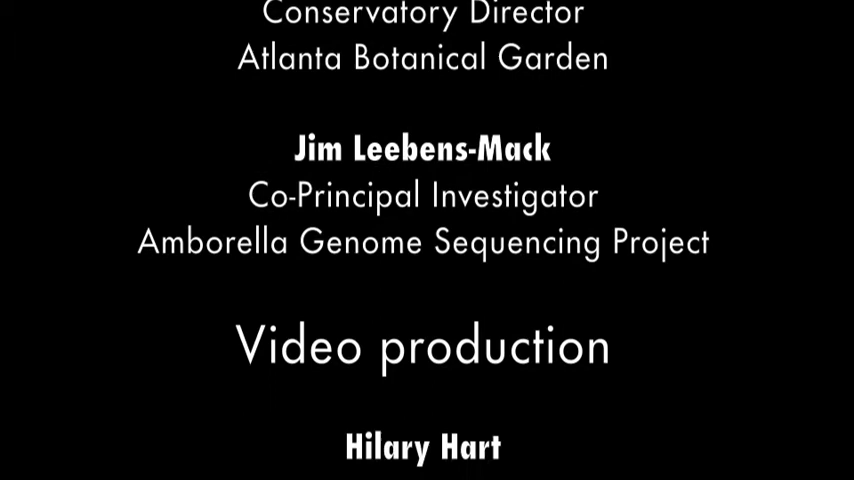 Conservatory Director
Atlanta Botanical Garden
Jim Leebens-Mack
Co-Principal Investigator
Amborella Genome Sequencing Project
Video production
Hilary Hart